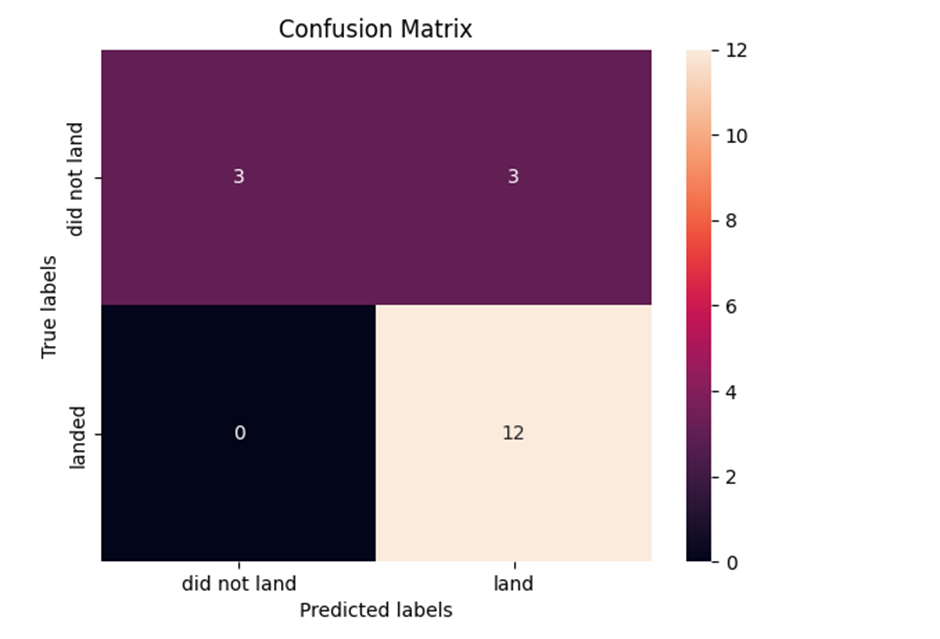 Confusion Matrix
True labels
did not land
landed
3 3
0 12
did not land land
Predicted labels
12
10
8
6
4
2
0